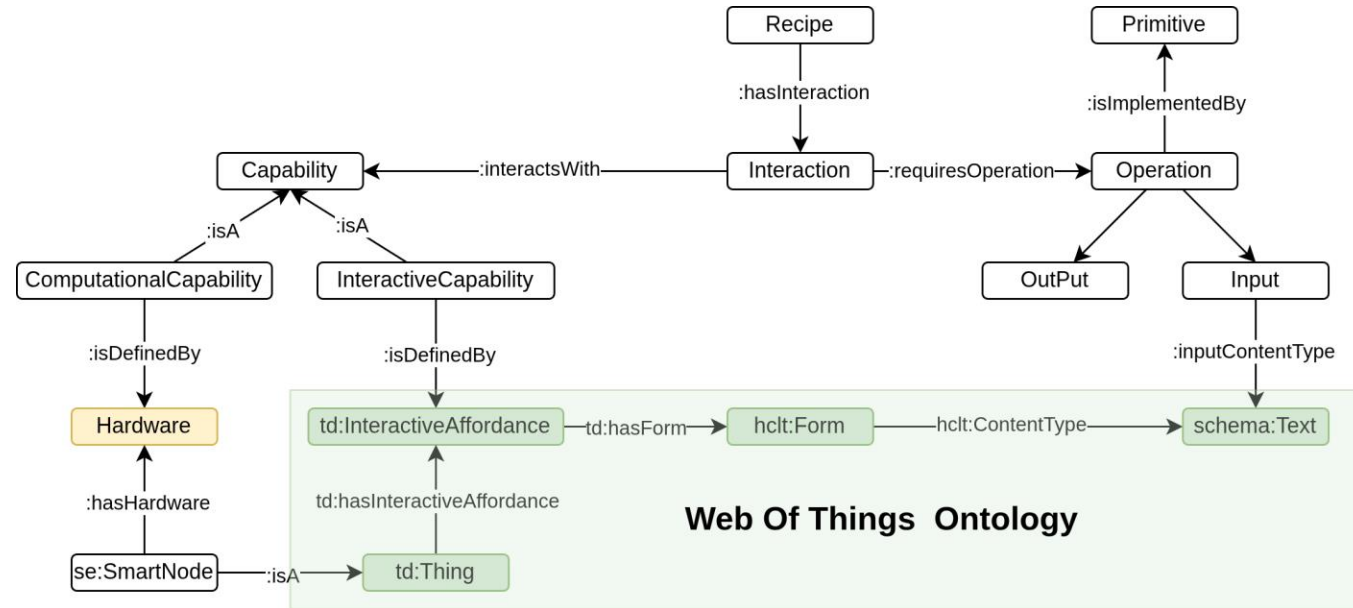 Recipe
Primitive
:hasInteraction
:isImplementedBy
Capability
:interactsWith
Interaction
:requiresOperation
Operation
:isA
:isA
ComputationalCapability
InteractiveCapability
OutPut
Input
:isDefinedBy
:isDefinedBy
:inputContentType
Hardware
td:InteractiveAffordance
td:hasForm
hclt:Form
hclt:ContentType
schema:Text
:hasHardware
td:hasInteractiveAffordance
Web Of Things Ontology
se:SmartNode
:isA
td:Thing